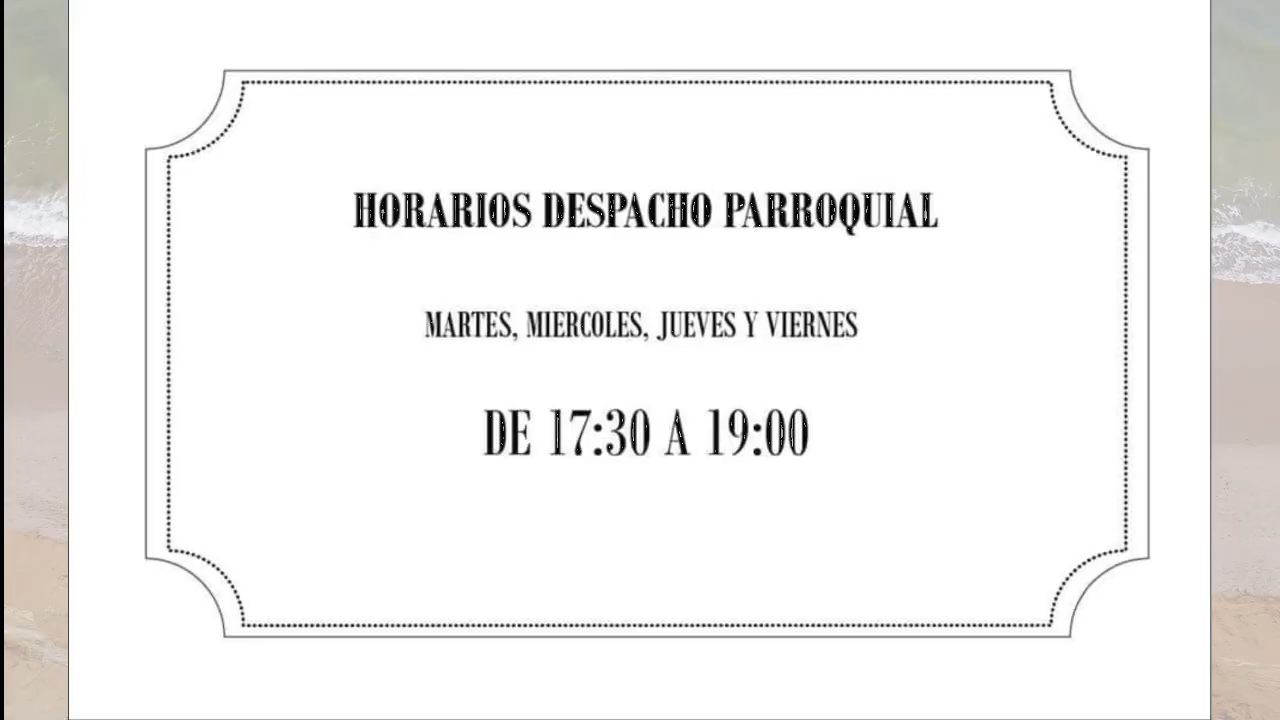 HORARIOS DESPACHO PARROQUIAL
MARTES, MIERCOLES, JUEVES Y VIERNES
DE 17:30 A 19:00